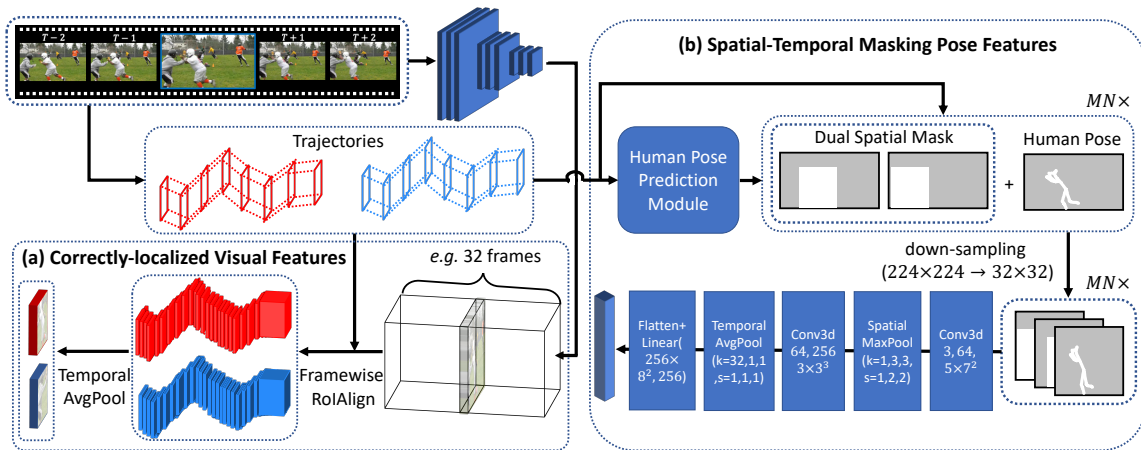 T−2
T−1
T+1
T+2
(b) Spatial-Temporal Masking Pose Features
MN×
Trajectories
Human Pose
Prediction
Module
Dual Spatial Mask
Human Pose
+
(a) Correctly-localized Visual Features
e.g. 32 frames
down-sampling
(224×224 → 32×32)
MN×
Temporal
AvgPool
Framewise
RoIAlign
Flatten+
Linear(
256×
8², 256)
Temporal
AvgPool
(k=32,1,1
,s=1,1,1)
Conv3d
64, 256
3×3³
Spatial
MaxPool
(k=1,3,3,
s=1,2,2)
Conv3d
3, 64,
5×7²